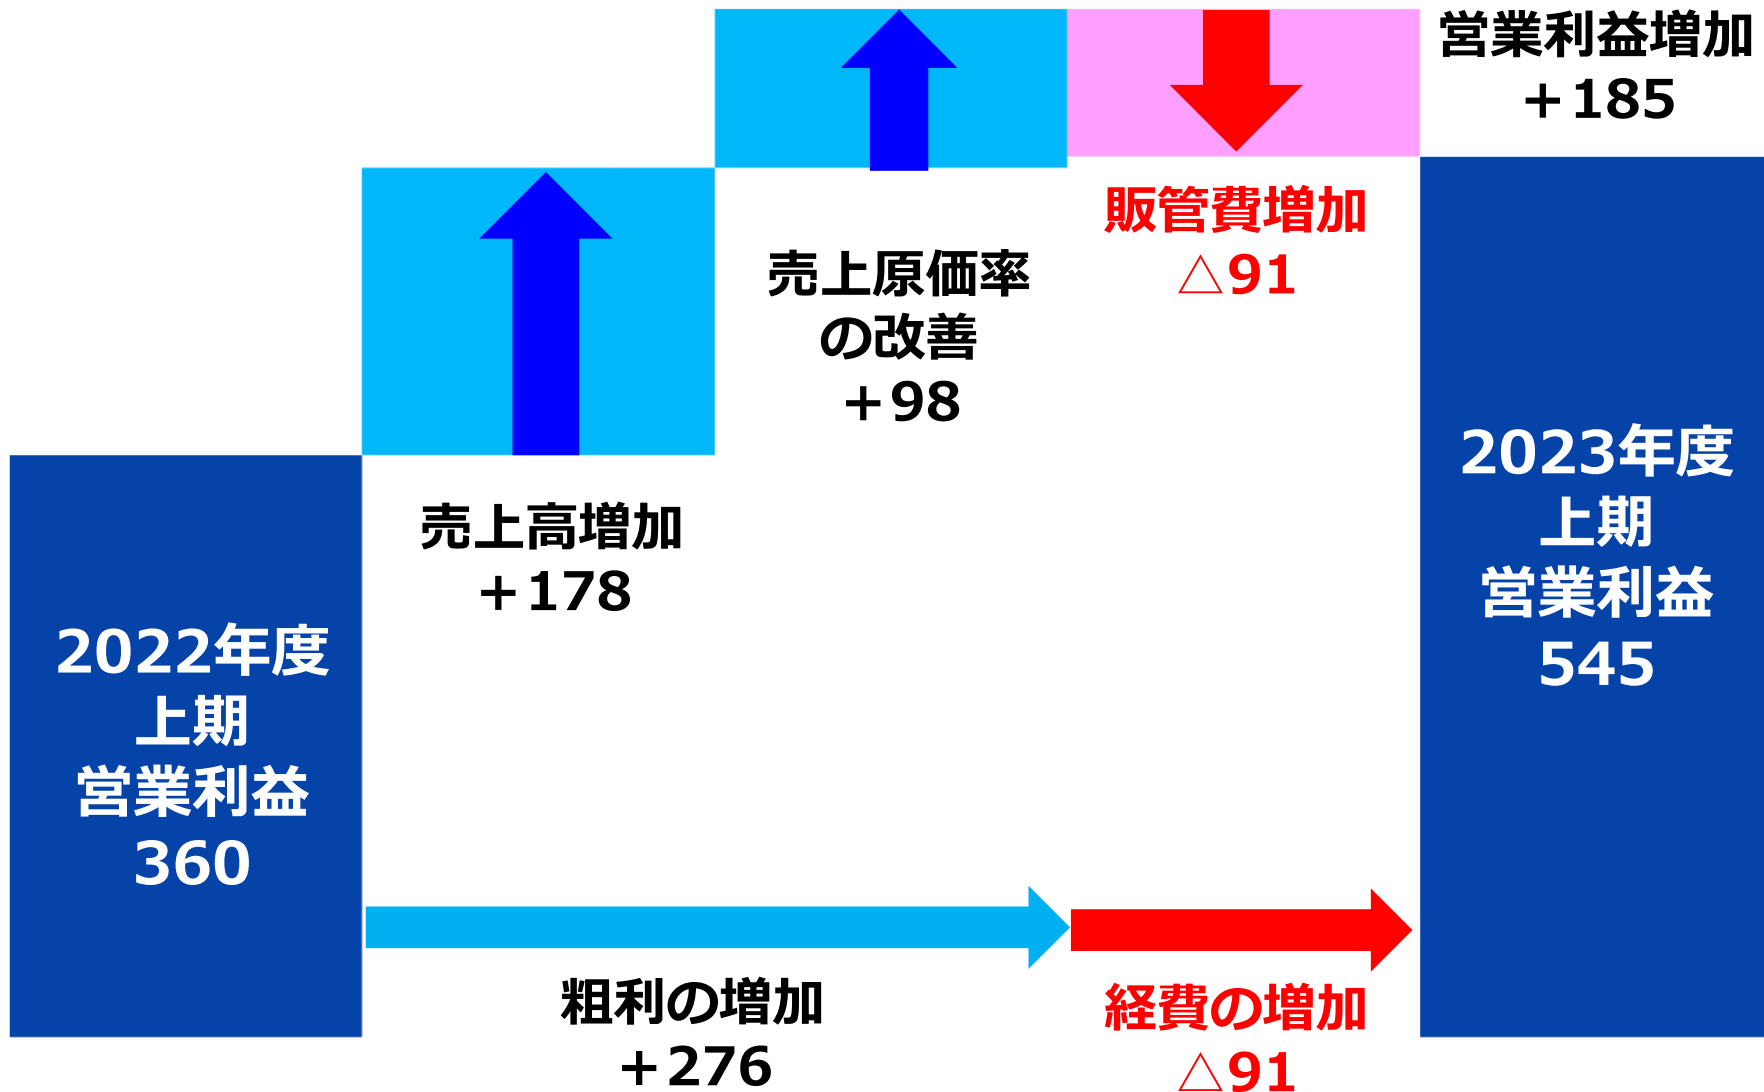 営業利益増加
+185
販管費増加
△91
売上原価率
の改善
+98
売上高増加
+178
2023年度
上期
営業利益
545
2022年度
上期
営業利益
360
粗利の増加
+276
経費の増加
△91